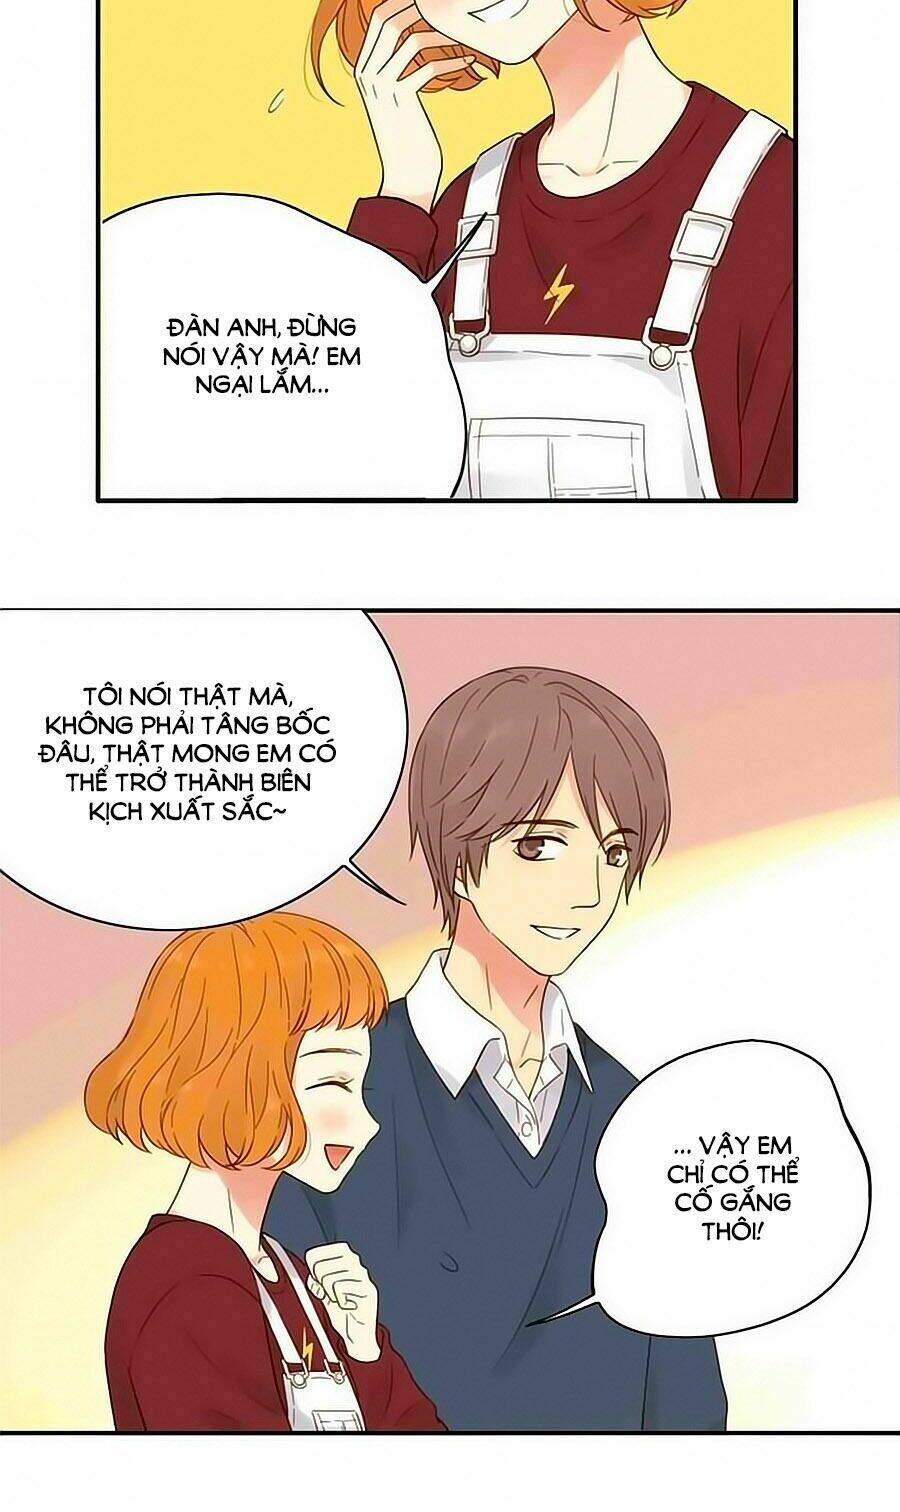 ĐÀN ANH, ĐỪNG
NÓI VẬY MÀ! EM
NGẠI LẮM...
TÔI NÓI THẬT MÀ,
KHÔNG PHẢI TÂNG BỐC
ĐÂU, THẬT MONG EM CÓ
THỂ TRỞ THÀNH BIÊN
KỊCH XUẤT SẮC~
... VẬY EM
CHỈ CÓ THỂ
CỐ GẮNG
THÔI!